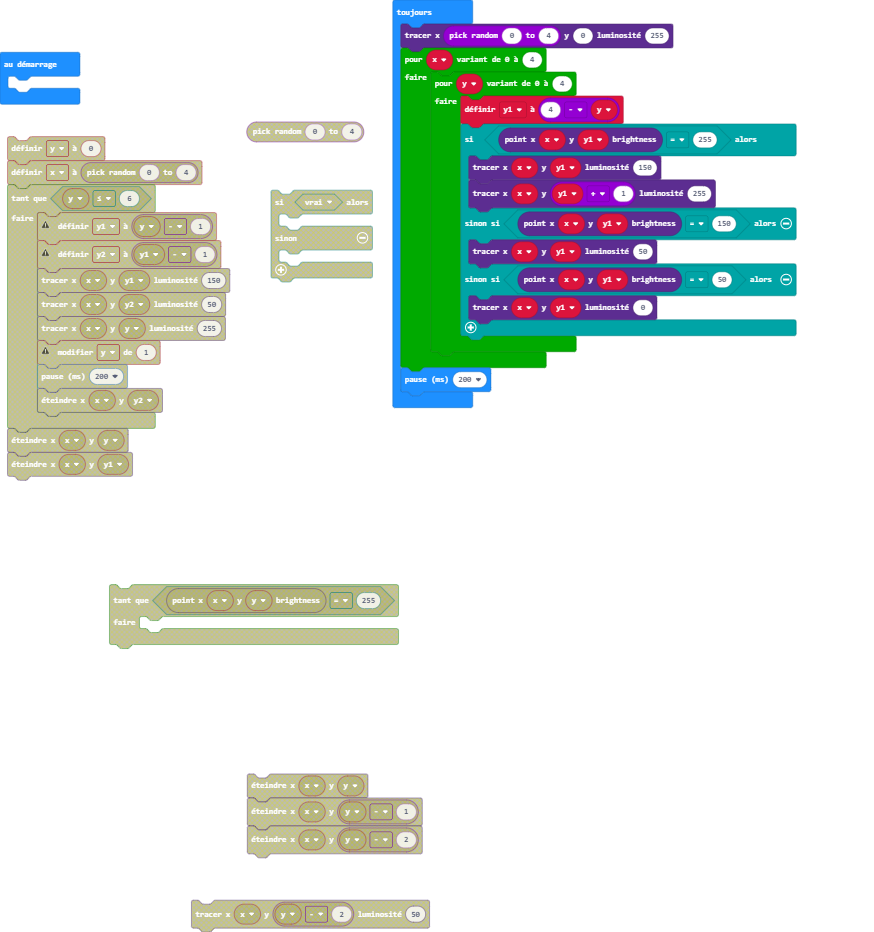 toujours
tracer x pick random 0 to 4 y 0 luminosité 255
pour x variant de 0 à 4
faire
pour y variant de 0 à 4
faire
définir y1 à 4 - y
si point x x y y1 brightness = 255 alors
tracer x x y y1 luminosité 150
tracer x x y y1 + 1 luminosité 255
sinon si point x x y y1 brightness = 150 alors
tracer x x y y1 luminosité 50
sinon si point x x y y1 brightness = 50 alors
tracer x x y y1 luminosité 0
pause (ms) 200
au démarrage
pick random 0 to 4
définir y à 0
définir x à pick random 0 to 4
tant que y ≤ 6
faire
définir y1 à y - 1
définir y2 à y1 - 1
tracer x x y y1 luminosité 150
tracer x x y y2 luminosité 50
tracer x x y y luminosité 255
modifier y de 1
pause (ms) 200
éteindre x x y y2
éteindre x x y y
éteindre x x y y1
si vrai alors
sinon
tant que point x x y y brightness = 255
faire
éteindre x x y y
éteindre x x y y - 1
éteindre x x y y - 2
tracer x x y y - 2 luminosité 50